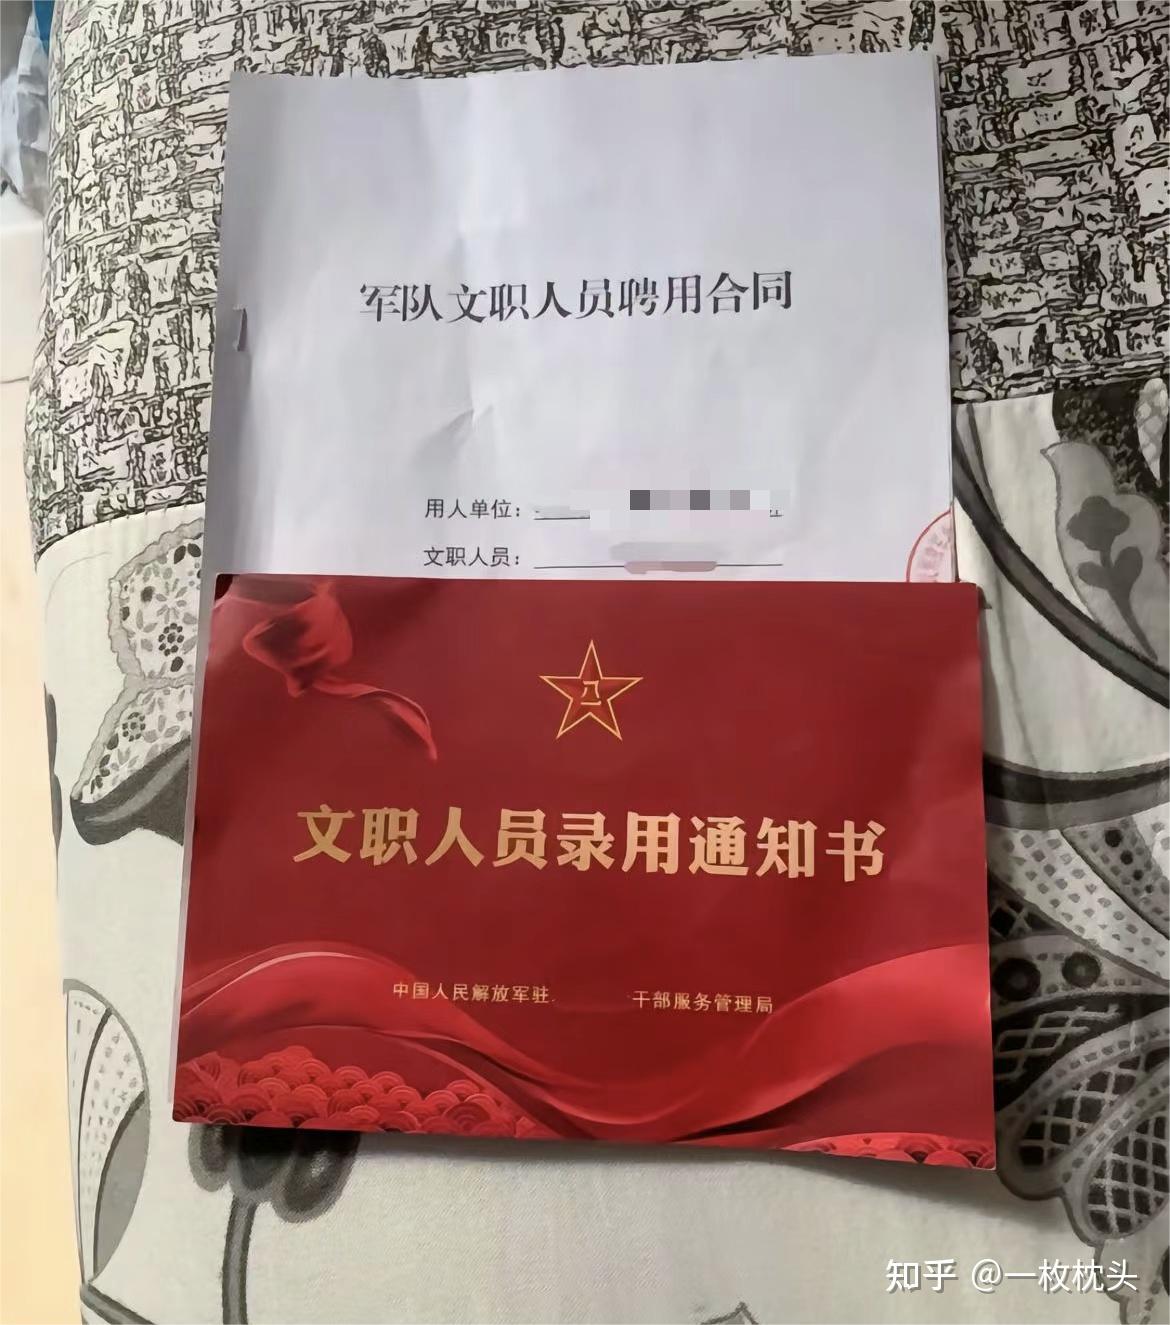 军队文职人员聘用合同
用人单位：
文职人员：
八一
文职人员录用通知书
中国人民解放军驻 干部服务管理局
知乎 @一枚枕头